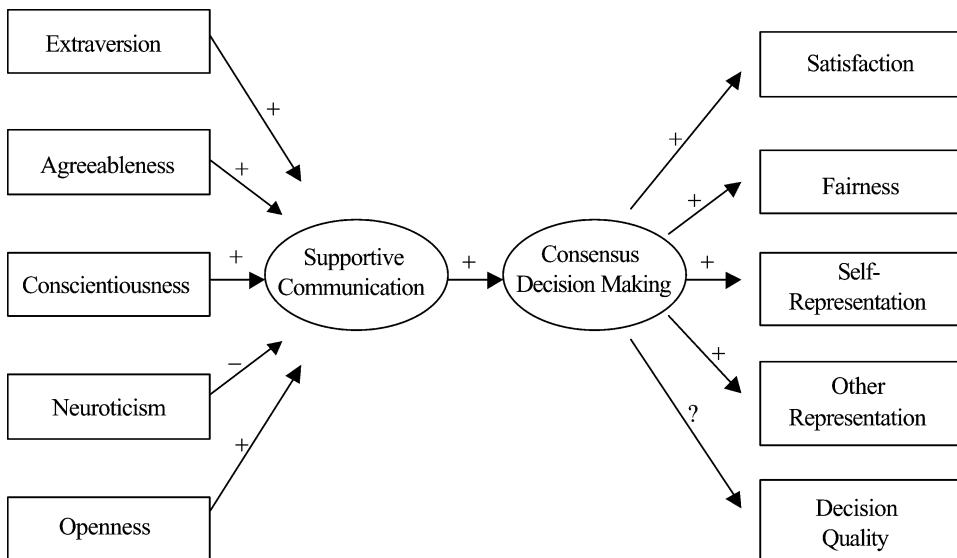 Extraversion
+
Agreeableness
+
Conscientiousness
+
Neuroticism
–
Openness
+
Supportive
Communication
+
Consensus
Decision Making
+
Satisfaction
+
Fairness
+
Self-
Representation
+
Other
Representation
?
Decision
Quality